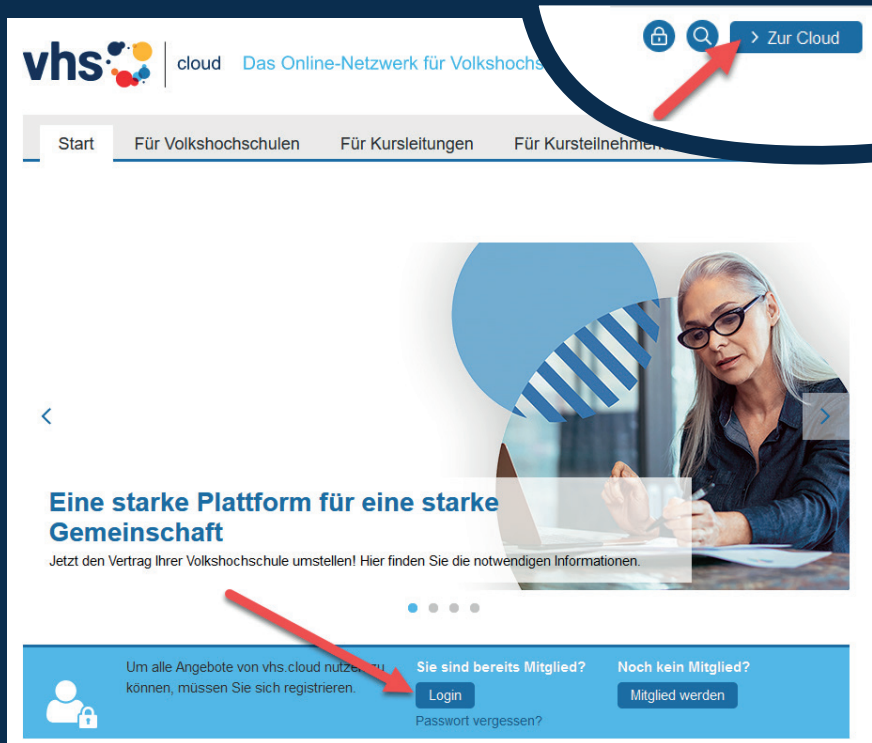 vhs cloud Das Online-Netzwerk für
> Zur Cloud
Start Für Volkshochschulen Für Kursleitungen Für
Eine starke Plattform für eine starke
Gemeinschaft
Jetzt den Vertrag Ihrer Volkshochschule umstellen! Hier finden Sie die notwendigen Informationen.
Um alle Angebote von vhs.cloud nutzen zu
können, müssen Sie sich registrieren.
Sie sind bereits Mitglied?
Login
Passwort vergessen?
Noch kein Mitglied?
Mitglied werden